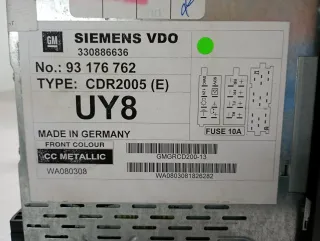 GM
SIEMENS VDO
330886636
No.: 93 176 762
TYPE: CDR2005 (E)
UY8
MADE IN GERMANY
FUSE 10A
FRONT COLOUR
CC METALLIC
GMGRCD200-13
WA080308
WA0803081826282